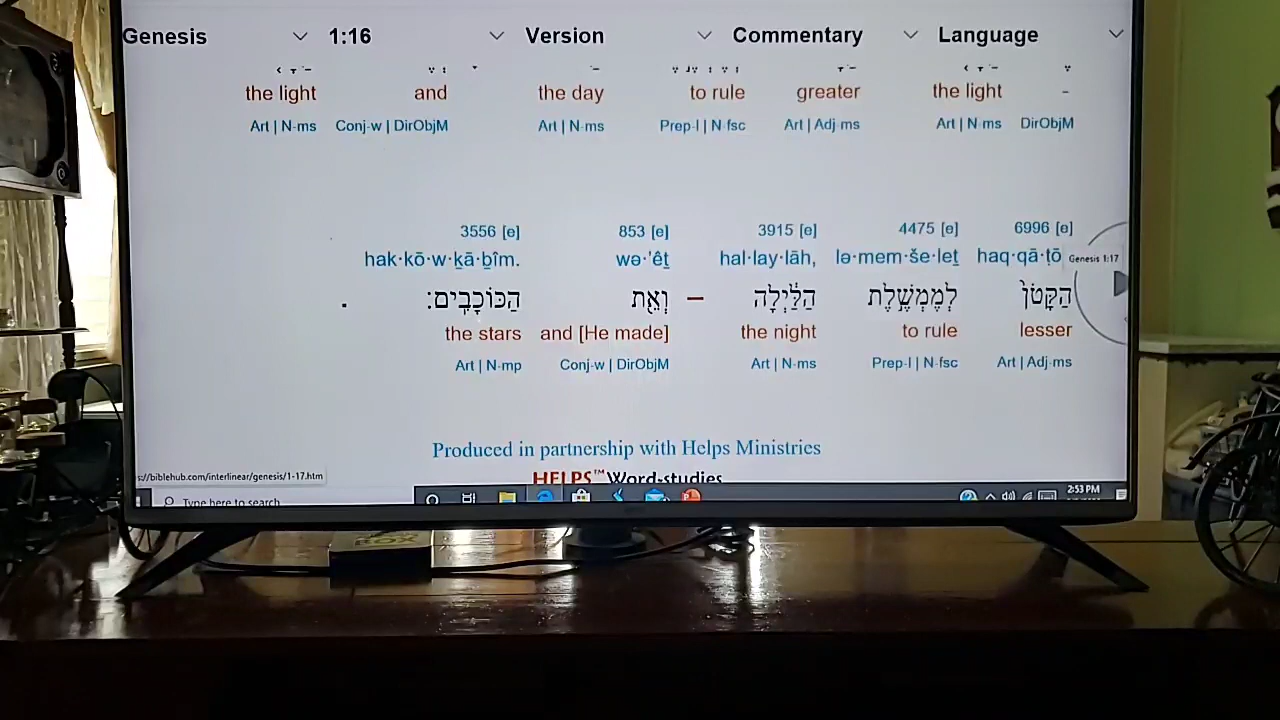 Genesis 1:16 Version Commentary Language
the light and the day to rule greater the light -
Art | N-ms Conj-w | DirObjM Art | N-ms Prep-l | N-fsc Art | Adj-ms Art | N-ms DirObjM
3556 [e] 853 [e] 3915 [e] 4475 [e] 6996 [e]
hak·kō·w·ḵā·ḇîm. wə·'êṯ hal·lay·lāh, lə·mem·še·leṯ haq·qā·ṭō Genesis 1:17
. הַכּוֹכָבִֽים׃ וְאֵ֖ת – הַלַּ֔יְלָה לְמֶמְשֶׁ֣לֶת הַקָּטֹן֙
the stars and [He made] the night to rule lesser
Art | N-mp Conj-w | DirObjM Art | N-ms Prep-l | N-fsc Art | Adj-ms
Produced in partnership with Helps Ministries
HELPS™ Word-studies
s://biblehub.com/interlinear/genesis/1-17.htm
Type here to search
2:53 PM